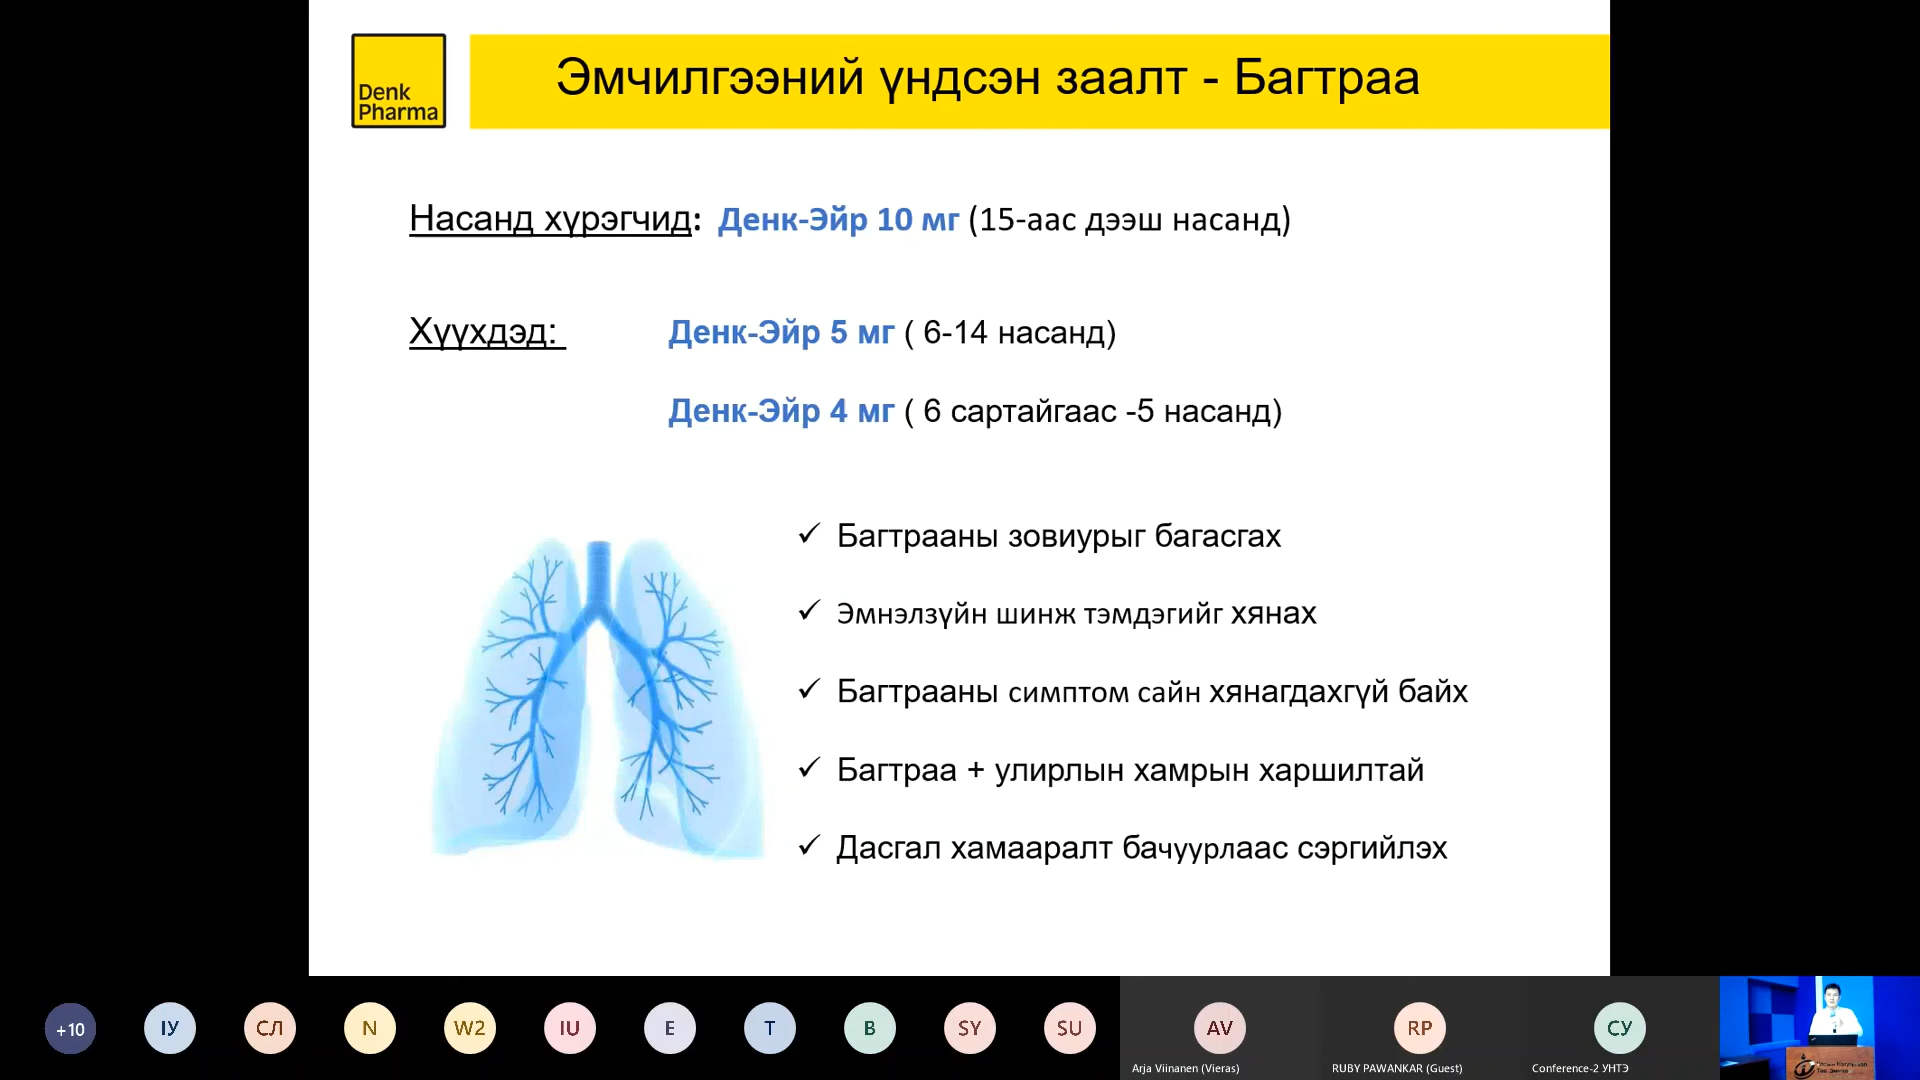 Denk
Pharma
Эмчилгээний үндсэн заалт - Багтраа
Насанд хүрэгчид: Денк-Эйр 10 мг (15-аас дээш насанд)
Хүүхдэд: Денк-Эйр 5 мг ( 6-14 насанд)
Денк-Эйр 4 мг ( 6 сартайгаас -5 насанд)
✓ Багтрааны зовиурыг багасгах
✓ Эмнэлзүйн шинж тэмдэгийг хянах
✓ Багтрааны симптом сайн хянагдахгүй байх
✓ Багтраа + улирлын хамрын харшилтай
✓ Дасгал хамааралт бачуурлаас сэргийлэх
+10 IУ СЛ N W2 IU E T B SY SU AV RP СУ
Arja Viinanen (Vieras) RUBY PAWANKAR (Guest) Conference-2 УНТЭ